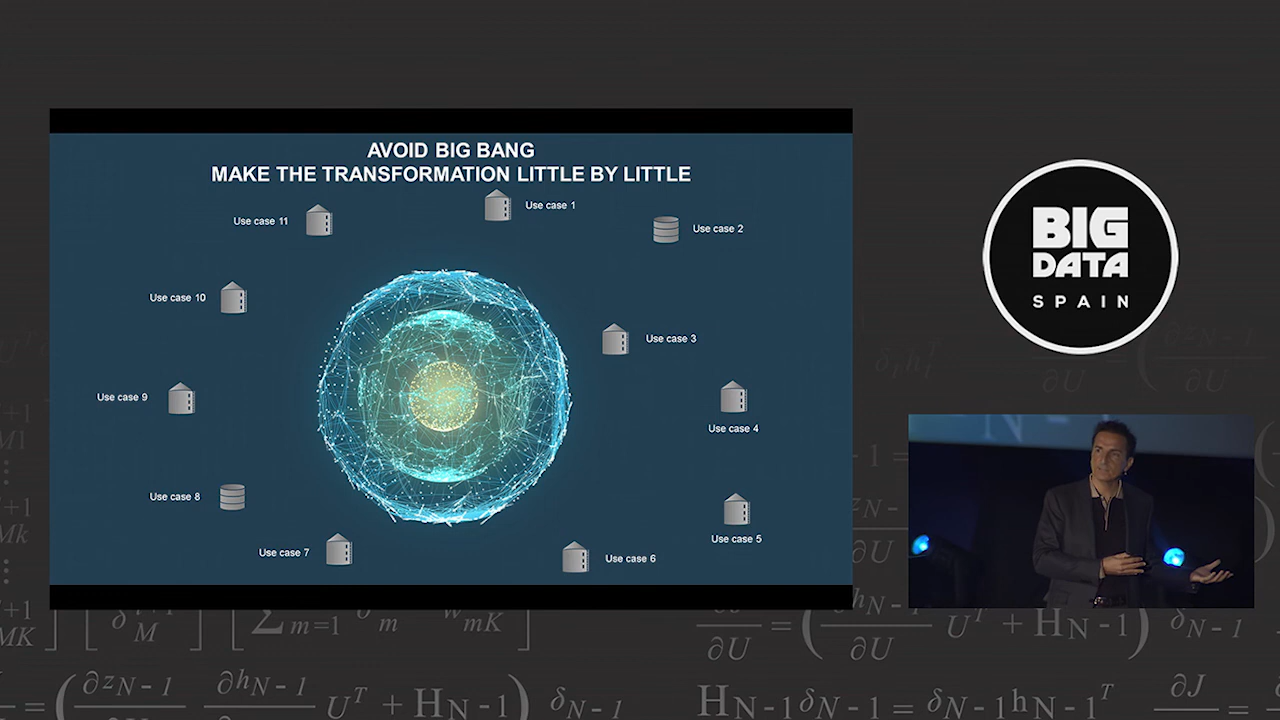 AVOID BIG BANG
MAKE THE TRANSFORMATION LITTLE BY LITTLE
Use case 1
Use case 2
Use case 3
Use case 4
Use case 5
Use case 6
Use case 7
Use case 8
Use case 9
Use case 10
Use case 11
BIG
DATA
SPAIN